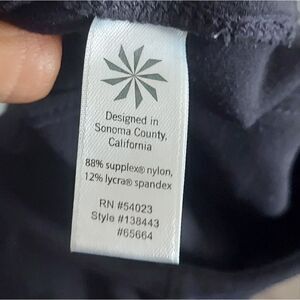 Designed in
Sonoma County,
California
88% supplex® nylon,
12% lycra® spandex
RN #54023
Style #138443
#65664